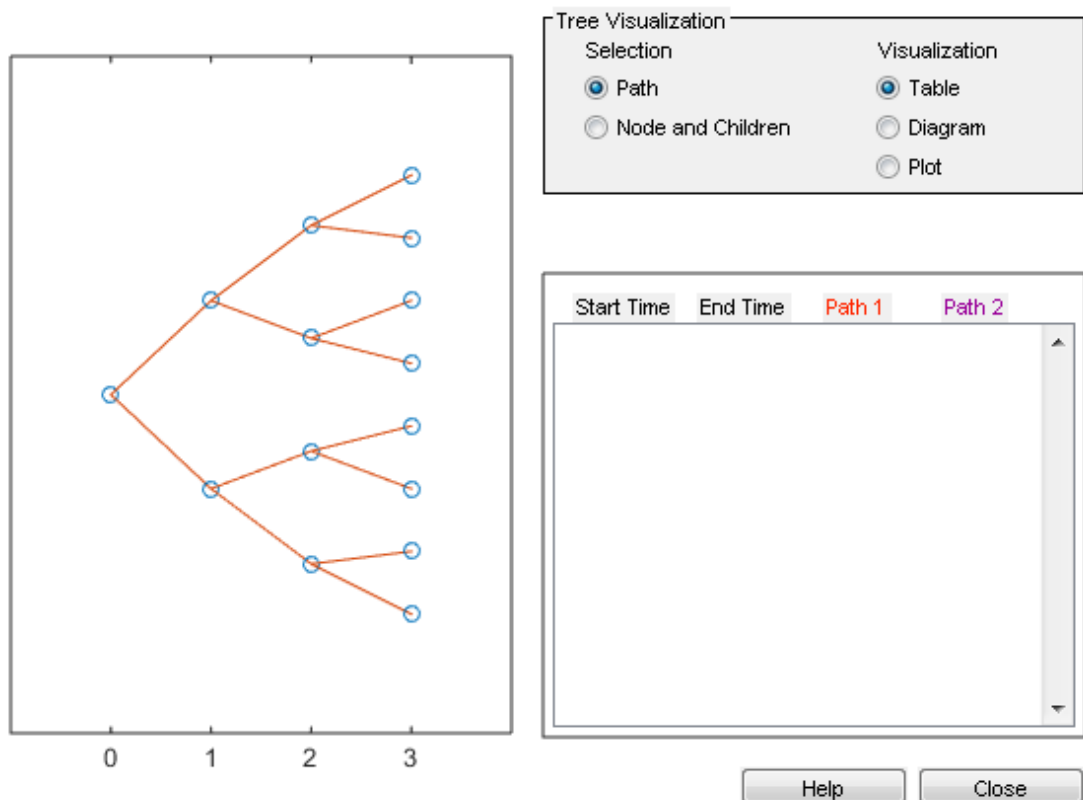 Tree Visualization
Selection
Visualization
Path
Table
Node and Children
Diagram
Plot
Start Time End Time Path 1 Path 2
0 1 2 3
Help Close